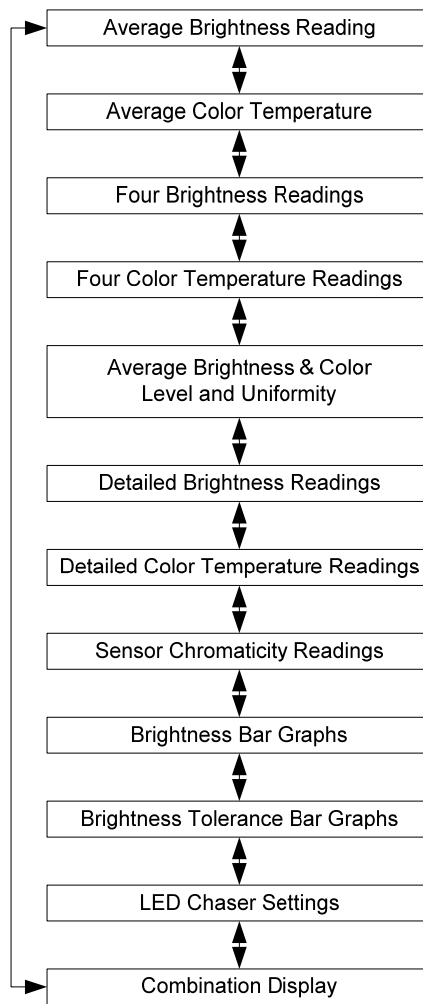 Average Brightness Reading
Average Color Temperature
Four Brightness Readings
Four Color Temperature Readings
Average Brightness & Color
Level and Uniformity
Detailed Brightness Readings
Detailed Color Temperature Readings
Sensor Chromaticity Readings
Brightness Bar Graphs
Brightness Tolerance Bar Graphs
LED Chaser Settings
Combination Display